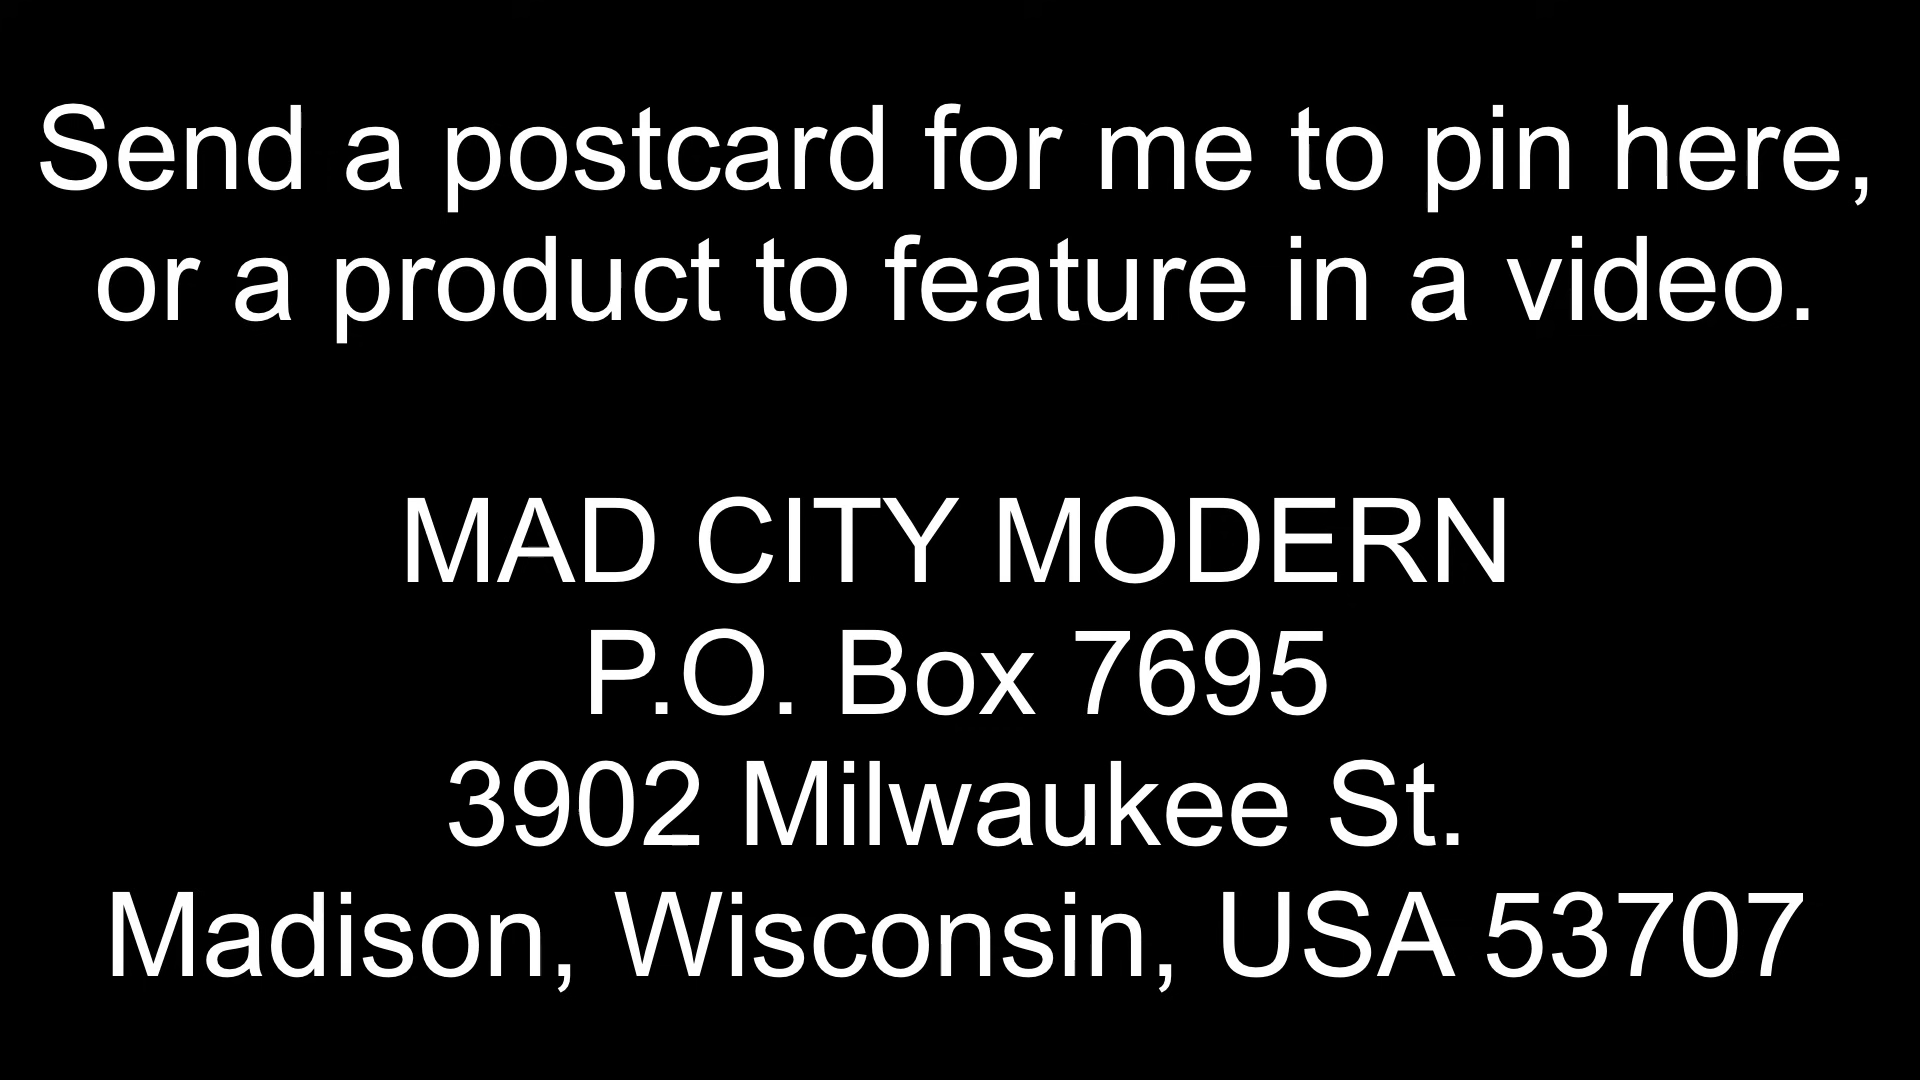 Send a postcard for me to pin here,
or a product to feature in a video.
MAD CITY MODERN
P.O. Box 7695
3902 Milwaukee St.
Madison, Wisconsin, USA 53707